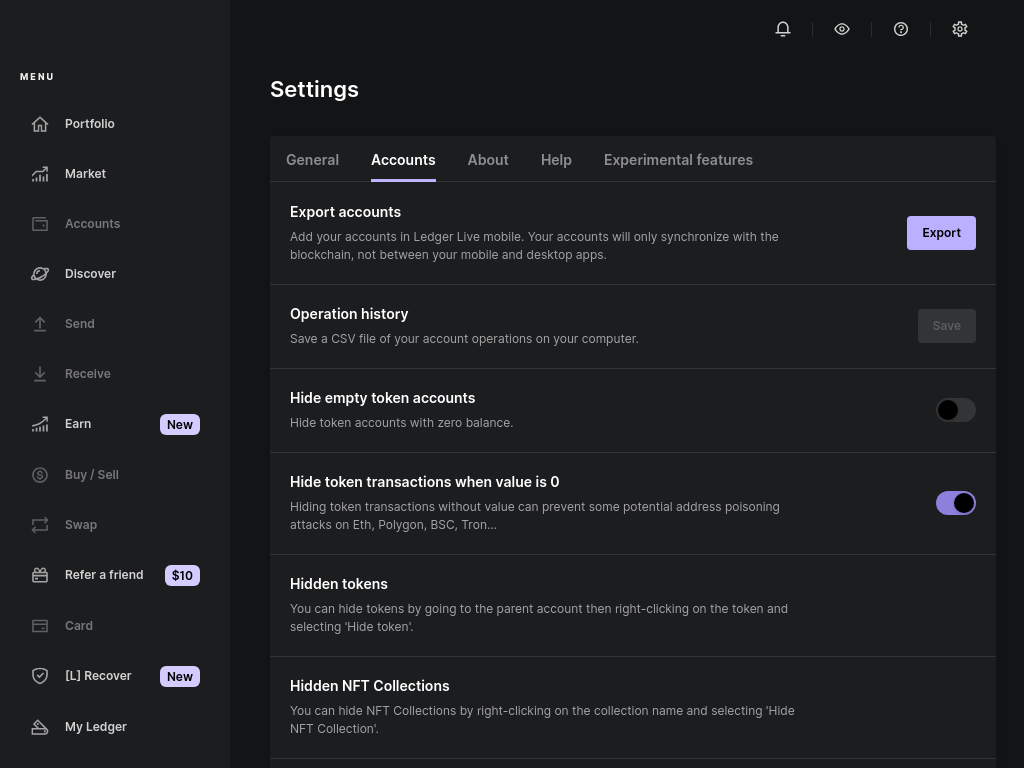 MENU
Portfolio
Market
Accounts
Discover
Send
Receive
Earn New
Buy / Sell
Swap
Refer a friend $10
Card
[L] Recover New
My Ledger
Settings
General Accounts About Help Experimental features
Export accounts
Add your accounts in Ledger Live mobile. Your accounts will only synchronize with the
blockchain, not between your mobile and desktop apps.
Export
Operation history
Save a CSV file of your account operations on your computer.
Save
Hide empty token accounts
Hide token accounts with zero balance.
Hide token transactions when value is 0
Hiding token transactions without value can prevent some potential address poisoning
attacks on Eth, Polygon, BSC, Tron...
Hidden tokens
You can hide tokens by going to the parent account then right-clicking on the token and
selecting 'Hide token'.
Hidden NFT Collections
You can hide NFT Collections by right-clicking on the collection name and selecting 'Hide
NFT Collection'.